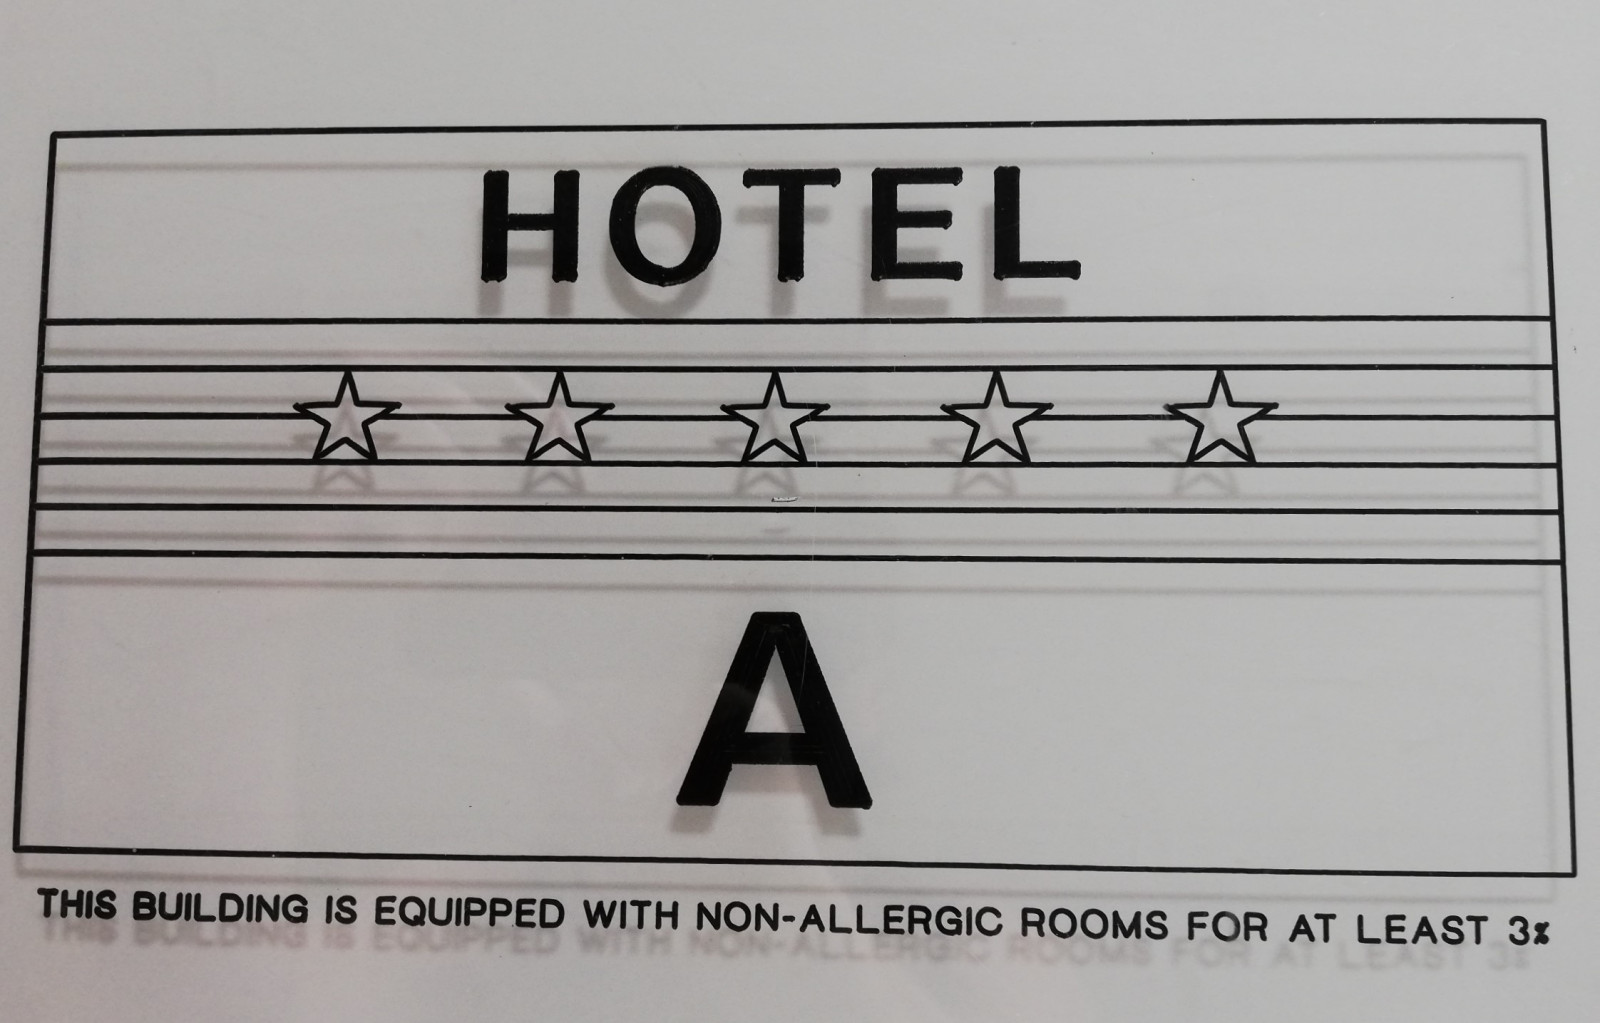 HOTEL
A
THIS BUILDING IS EQUIPPED WITH NON-ALLERGIC ROOMS FOR AT LEAST 3%